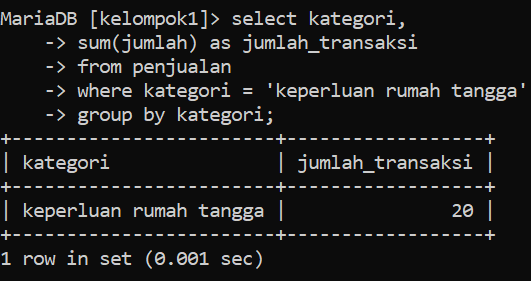 MariaDB [kelompok1]> select kategori,
    -> sum(jumlah) as jumlah_transaksi
    -> from penjualan
    -> where kategori = 'keperluan rumah tangga'
    -> group by kategori;
+------------------------+------------------+
| kategori               | jumlah_transaksi |
+------------------------+------------------+
| keperluan rumah tangga |               20 |
+------------------------+------------------+
1 row in set (0.001 sec)